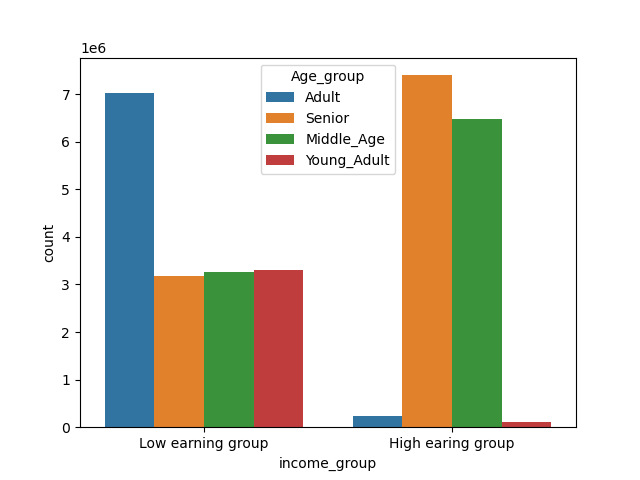 1e6
Age_group
Adult
Senior
Middle_Age
Young_Adult
7
6
5
4
3
2
1
0
count
Low earning group
High earing group
income_group